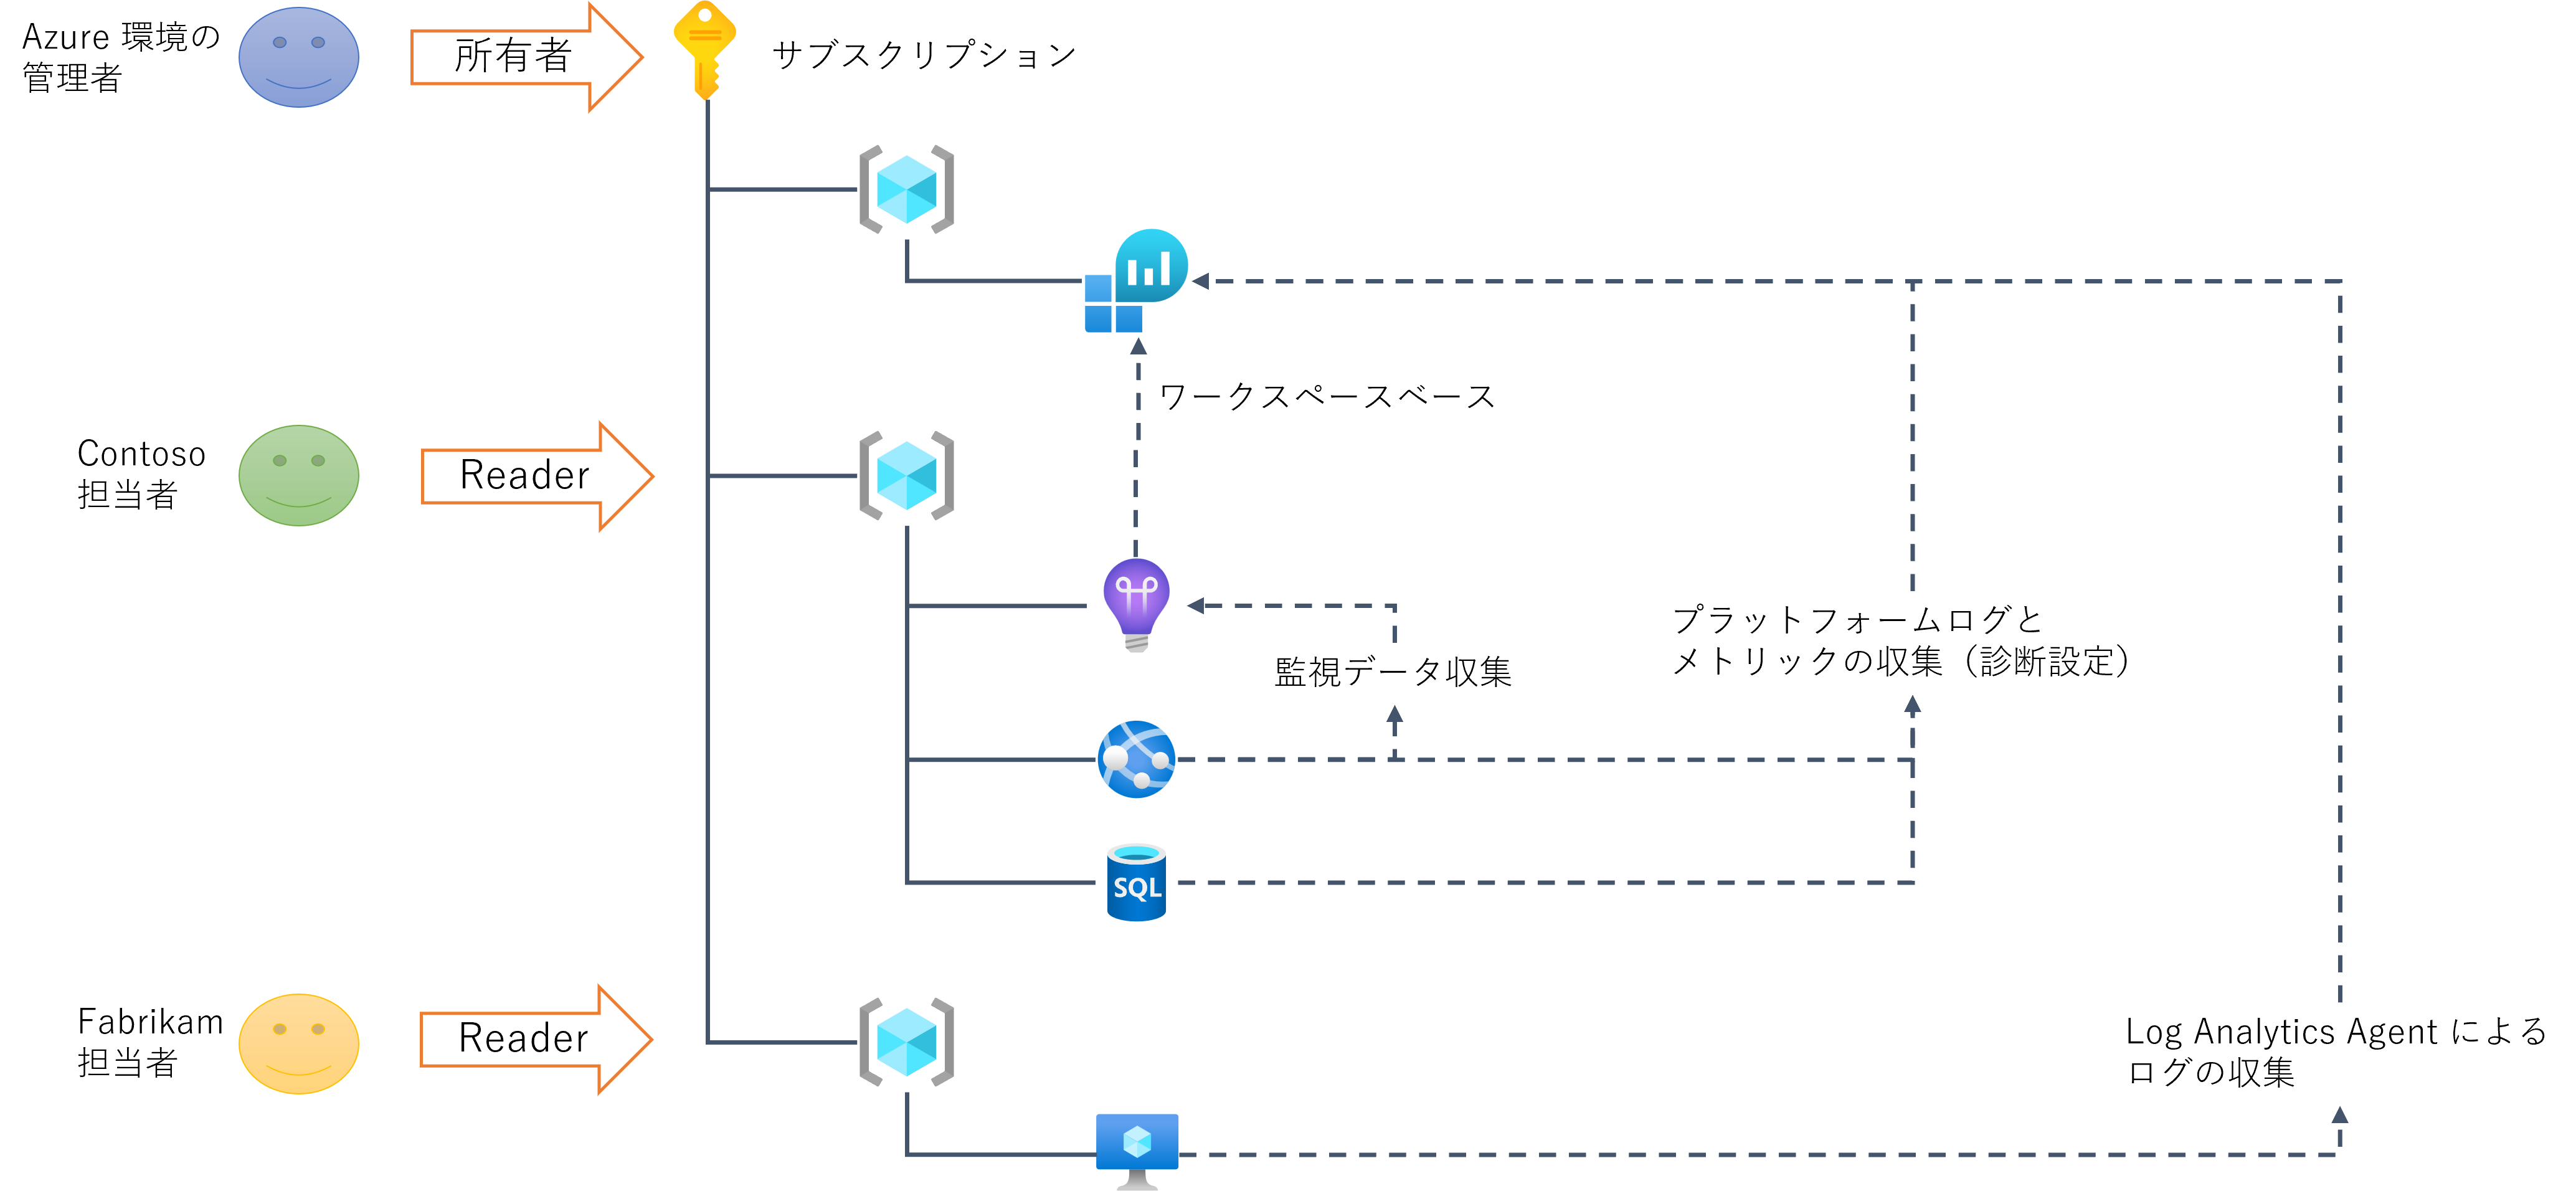 Azure 環境の
管理者
所有者
サブスクリプション
ワークスペースベース
Contoso
担当者
Reader
プラットフォームログと
メトリックの収集（診断設定）
監視データ収集
SQL
Fabrikam
担当者
Reader
Log Analytics Agent による
ログの収集